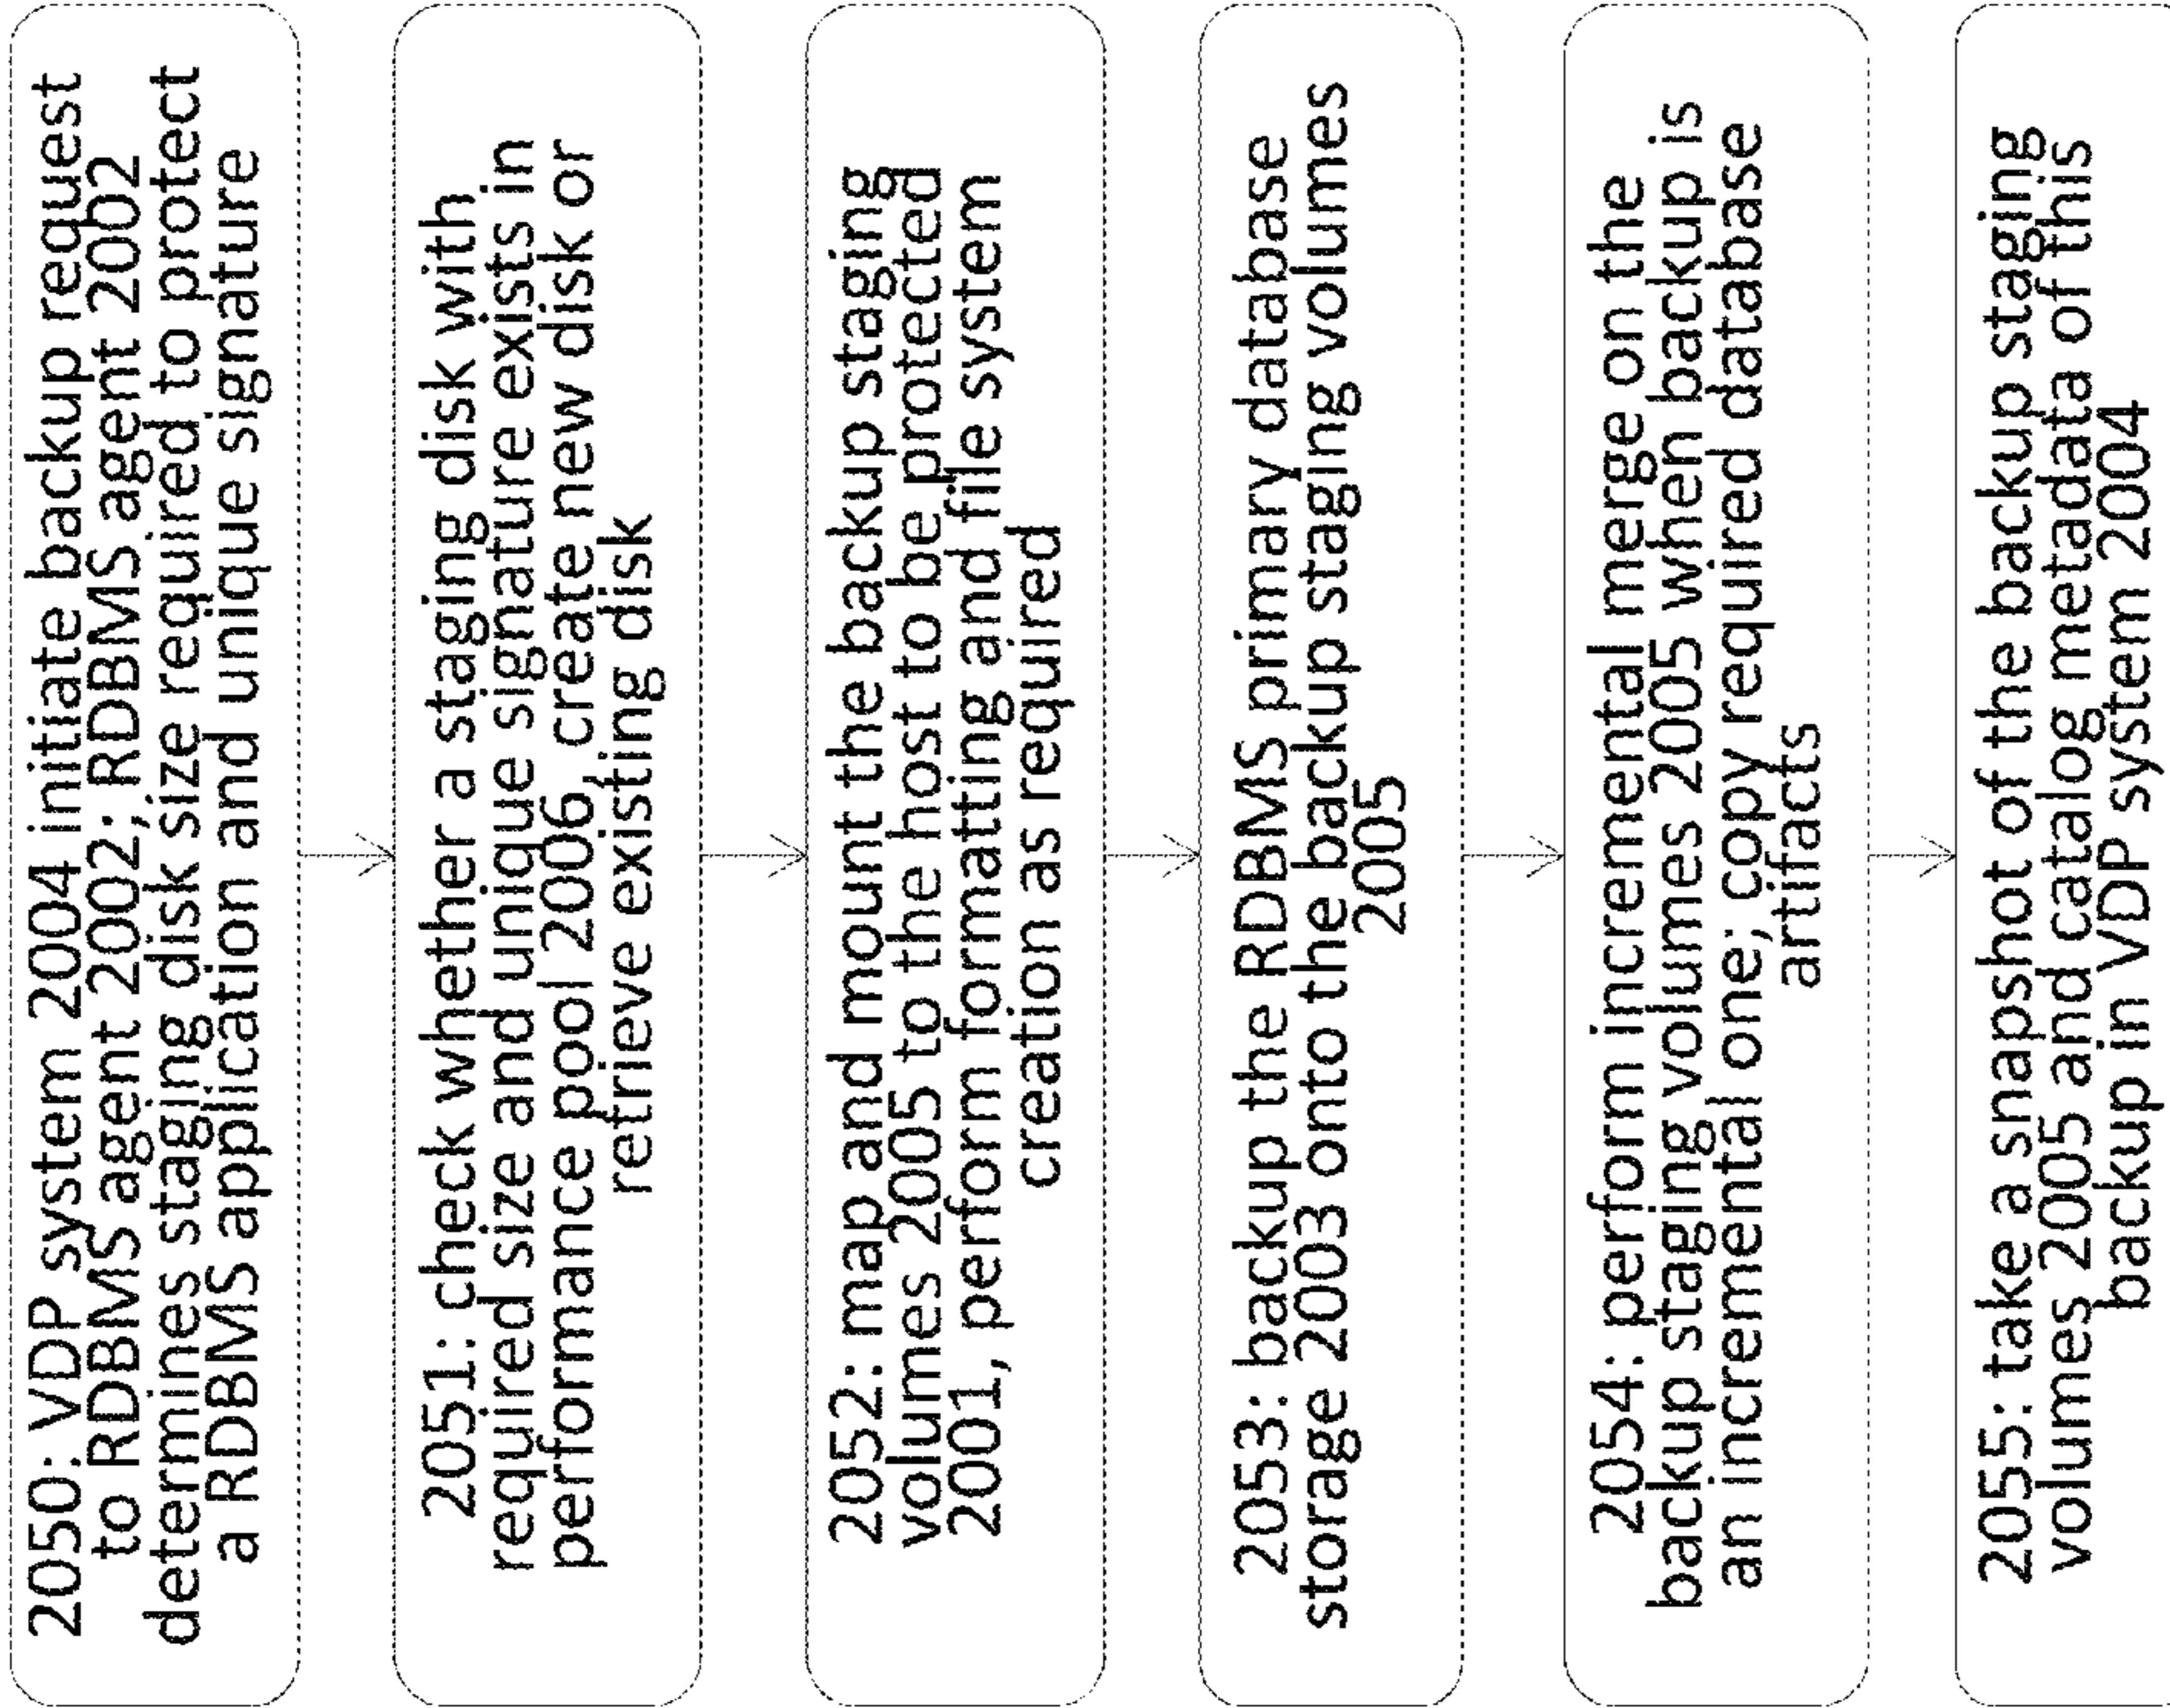 2050: VDP system 2004 initiate backup request
to RDBMS agent 2002; RDBMS agent 2002
determines staging disk size required to protect
a RDBMS application and unique signature
2051: check whether a staging disk with
required size and unique signature exists in
performance pool 2006, create new disk or
retrieve existing disk
2052: map and mount the backup staging
volumes 2005 to the host to be protected
2001, perform formatting and file system
creation as required
2053: backup the RDBMS primary database
storage 2003 onto the backup staging volumes
2005
2054: perform incremental merge on the
backup staging volumes 2005 when backup is
an incremental one; copy required database
artifacts
2055: take a snapshot of the backup staging
volumes 2005 and catalog metadata of this
backup in VDP system 2004